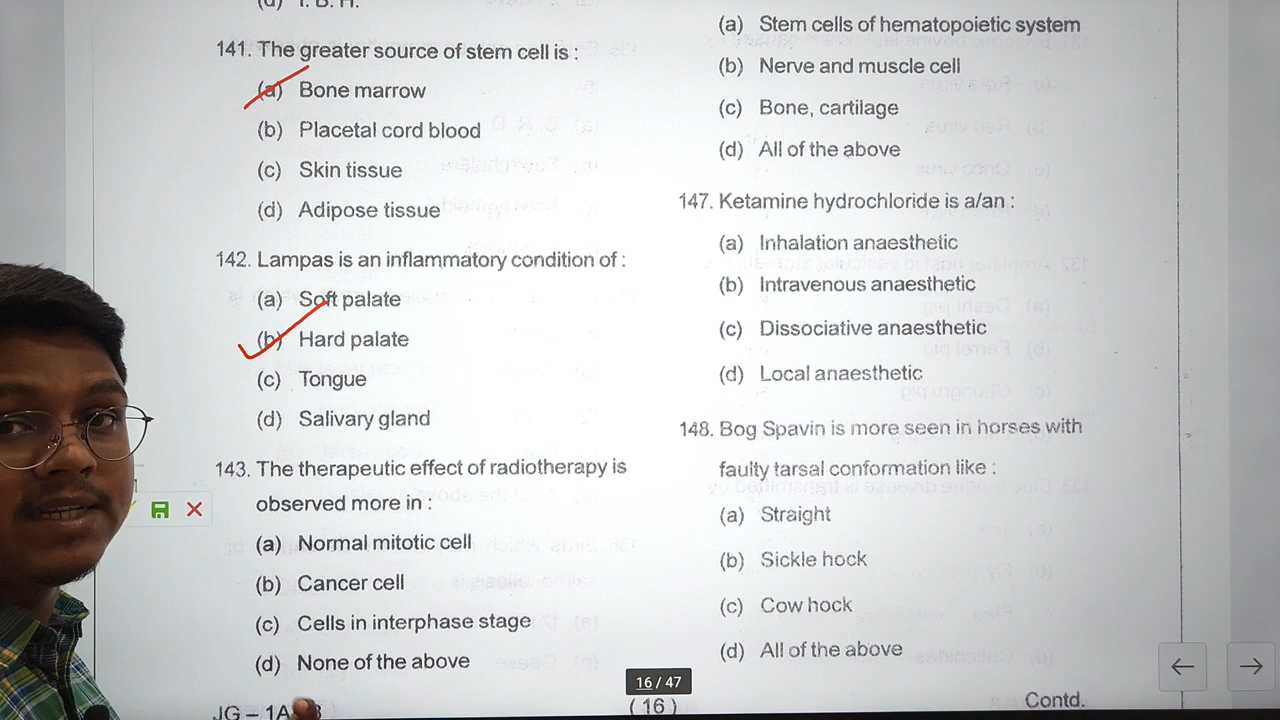 (d) T. B. H.
141. The greater source of stem cell is :
(a) Bone marrow
(b) Placetal cord blood
(c) Skin tissue
(d) Adipose tissue
142. Lampas is an inflammatory condition of :
(a) Soft palate
(b) Hard palate
(c) Tongue
(d) Salivary gland
143. The therapeutic effect of radiotherapy is
observed more in :
(a) Normal mitotic cell
(b) Cancer cell
(c) Cells in interphase stage
(d) None of the above
(a) Stem cells of hematopoietic system
(b) Nerve and muscle cell
(c) Bone, cartilage
(d) All of the above
147. Ketamine hydrochloride is a/an :
(a) Inhalation anaesthetic
(b) Intravenous anaesthetic
(c) Dissociative anaesthetic
(d) Local anaesthetic
148. Bog Spavin is more seen in horses with
faulty tarsal conformation like :
(a) Straight
(b) Sickle hock
(c) Cow hock
(d) All of the above
16 / 47
JG – 1A
( 16 )
Contd.